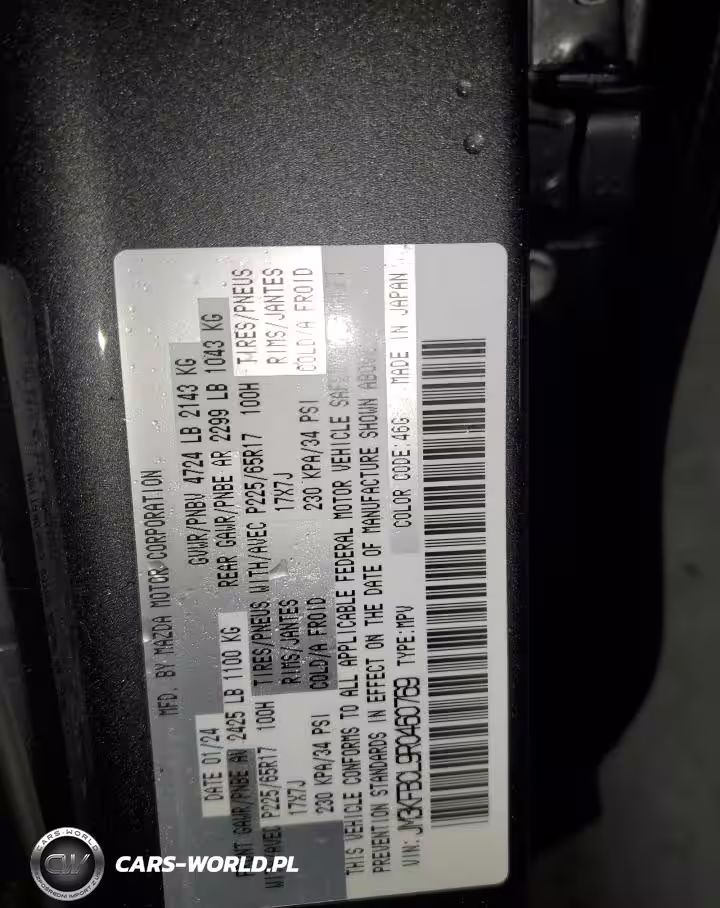 MFD. BY MAZDA MOTOR CORPORATION
DATE 01/24 GVWR/PNBV 4724 LB 2143 KG
GAWR/PNBE AV 2425 LB 1100 KG REAR GAWR/PNBE AR 2299 LB 1043 KG
P225/65R17 100H TIRES/PNEUS WITH/AVEC P225/65R17 100H TIRES/PNEUS
17X7J RIMS/JANTES 17X7J RIMS/JANTES
230 KPA/34 PSI COLD/A FROID 230 KPA/34 PSI COLD/A FROID
THIS VEHICLE CONFORMS TO ALL APPLICABLE FEDERAL MOTOR VEHICLE
PREVENTION STANDARDS IN EFFECT ON THE DATE OF MANUFACTURE SHOWN ABOVE.
COLOR CODE:46G MADE IN JAPAN
VIN: JM3KFBCL9R0460769 TYPE:MPV
CARS-WORLD.PL
CW